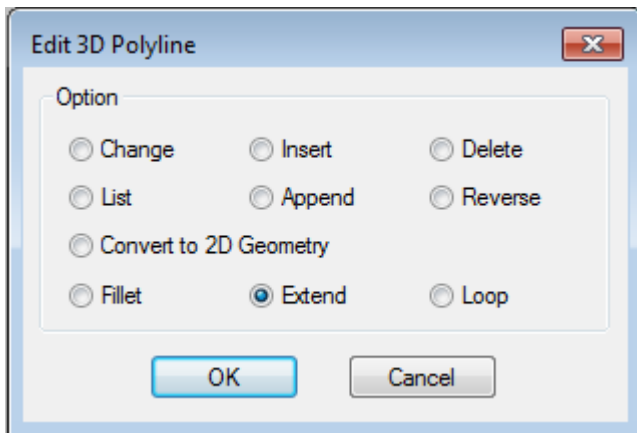 Edit 3D Polyline
Option
Change Insert Delete
List Append Reverse
Convert to 2D Geometry
Fillet Extend Loop
OK Cancel